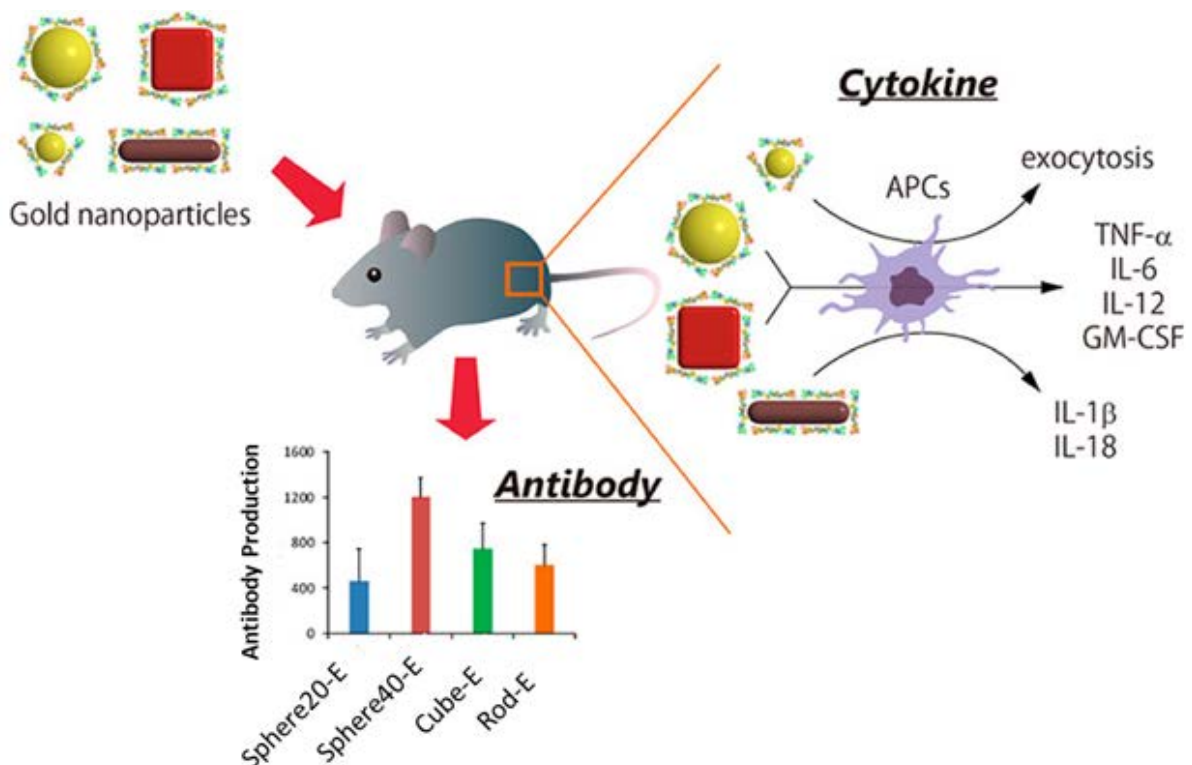 Gold nanoparticles
Cytokine
APCs
exocytosis
TNF-α
IL-6
IL-12
GM-CSF
IL-1β
IL-18
Antibody
Antibody Production
1600
1200
800
400
0
Sphere20-E
Sphere40-E
Cube-E
Rod-E